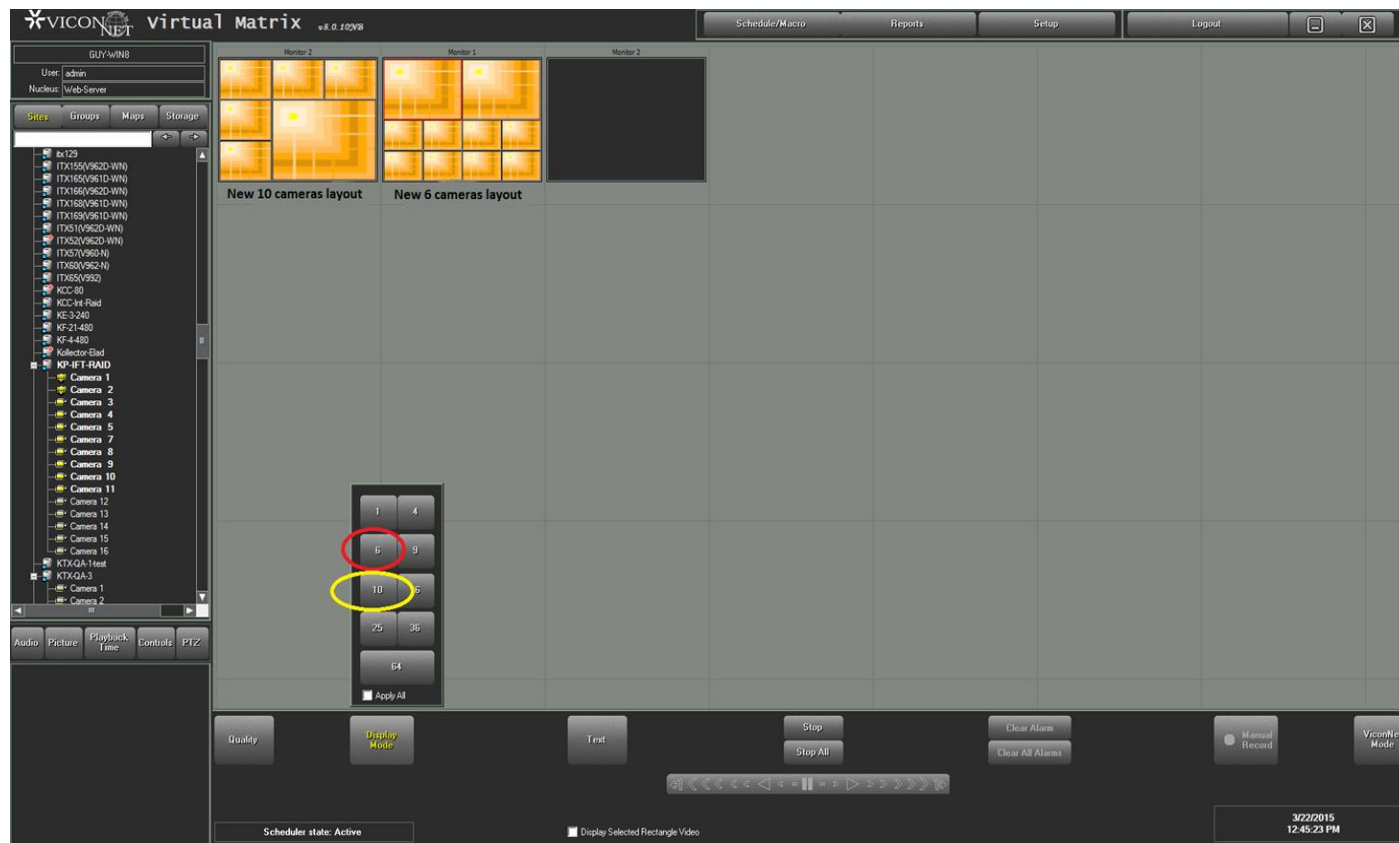 VICON NET Virtual Matrix v8.0.102N8
Schedule/Macro Reports Setup Logout
GUY-WIN8
User: admin
Nucleus: Web-Server
Sites Groups Maps Storage
itx129
ITX155(V962D-WN)
ITX165(V961D-WN)
ITX166(V962D-WN)
ITX168(V961D-WN)
ITX169(V961D-WN)
ITX51(V962D-WN)
ITX52(V962D-WN)
ITX57(V960-N)
ITX60(V962-N)
ITX65(V992)
KCC-80
KCC-Int-Raid
KE-3-240
KF-21-480
KF-4-480
Kollector-Elad
KP-IFT-RAID
Camera 1
Camera 2
Camera 3
Camera 4
Camera 5
Camera 7
Camera 8
Camera 9
Camera 10
Camera 11
Camera 12
Camera 13
Camera 14
Camera 15
Camera 16
KTX-QA-1-test
KTX-QA-3
Camera 1
Camera 2
Audio Picture Playback Time Controls PTZ
Monitor 2 Monitor 1 Monitor 2
New 10 cameras layout New 6 cameras layout
1 4
6 9
10
25 36
64
Apply All
Quality
Display
Mode
Text
Stop
Stop All
Clear Alarm
Clear All Alarms
Manual
Record
ViconNe
Mode
Scheduler state: Active
Display Selected Rectangle Video
3/22/2015
12:45:23 PM